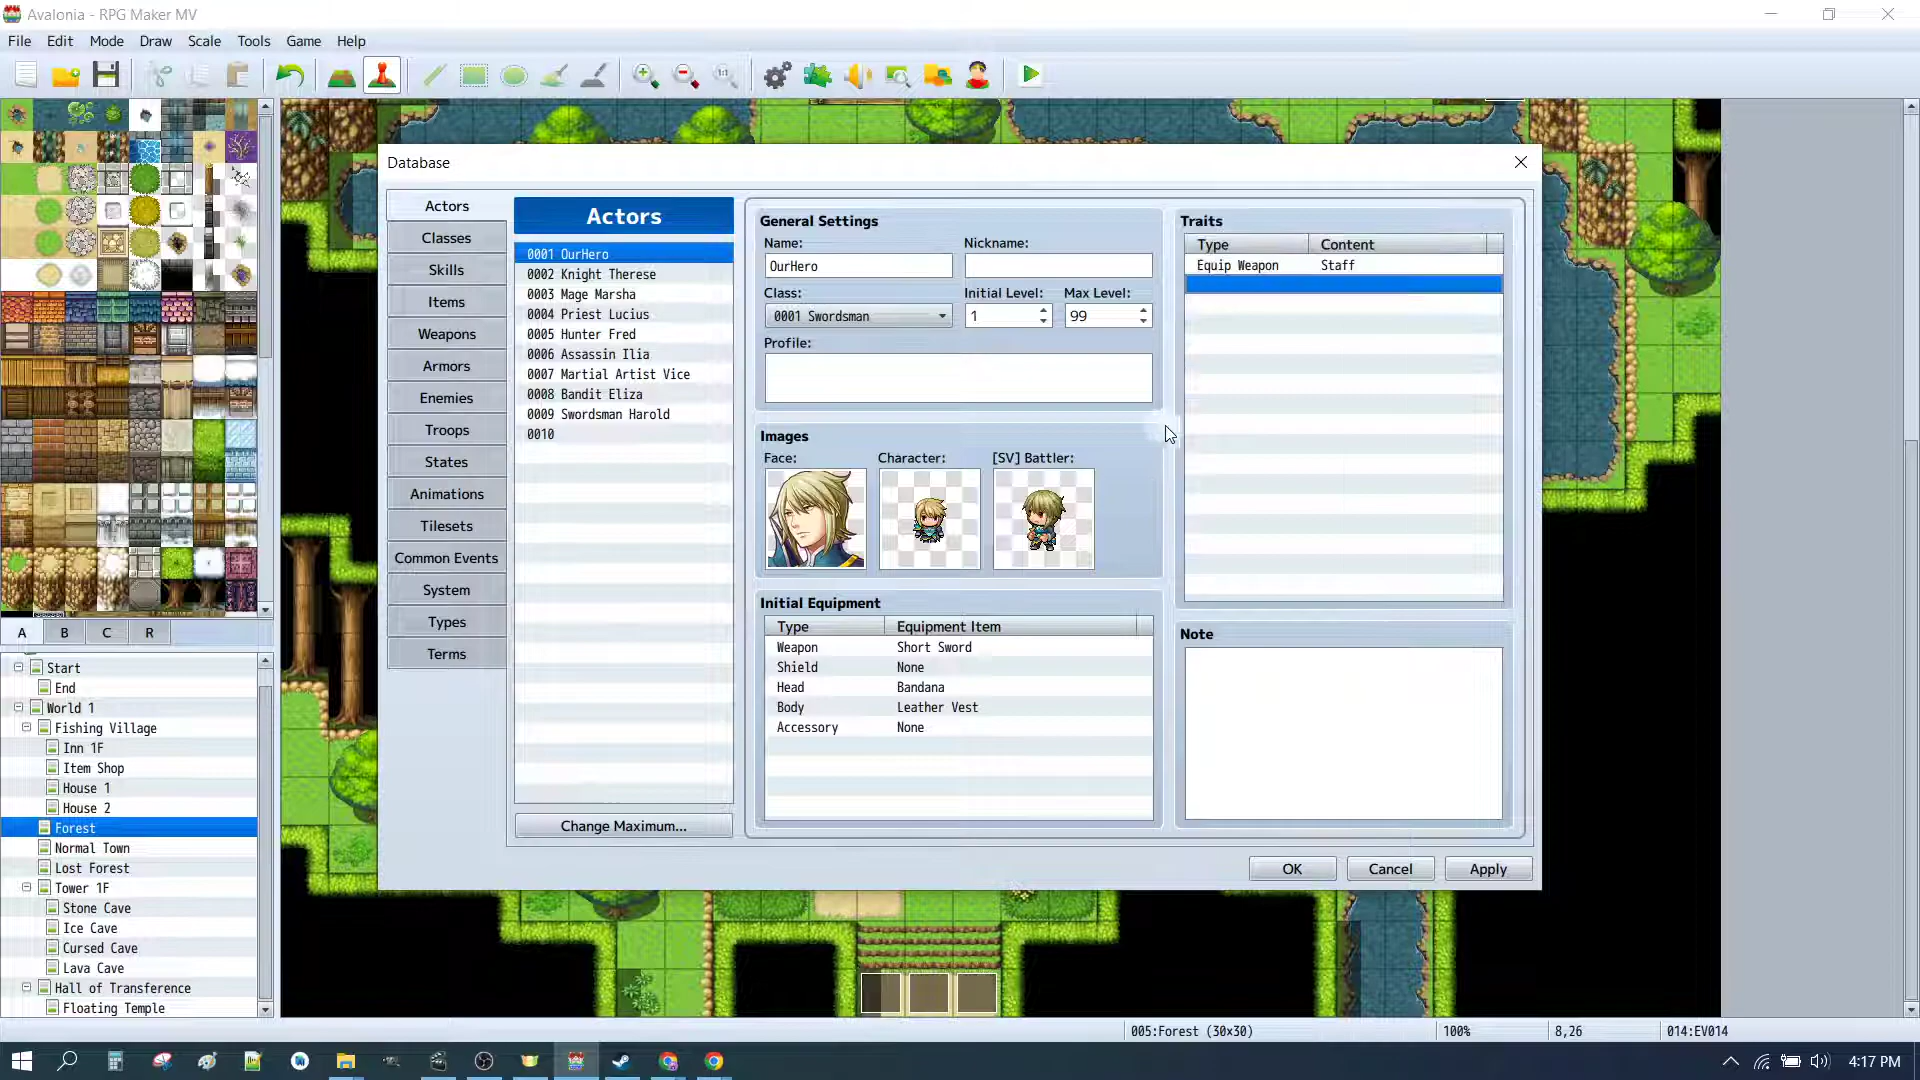 Avalonia - RPG Maker MV
File Edit Mode Draw Scale Tools Game Help
Database
Actors
Classes
Skills
Items
Weapons
Armors
Enemies
Troops
States
Animations
Tilesets
Common Events
System
Types
Terms
Actors
0001 OurHero
0002 Knight Therese
0003 Mage Marsha
0004 Priest Lucius
0005 Hunter Fred
0006 Assassin Ilia
0007 Martial Artist Vice
0008 Bandit Eliza
0009 Swordsman Harold
0010
Change Maximum...
General Settings
Name: Nickname:
OurHero
Class: Initial Level: Max Level:
0001 Swordsman 1 99
Profile:
Images
Face: Character: [SV] Battler:
Initial Equipment
Type Equipment Item
Weapon Short Sword
Shield None
Head Bandana
Body Leather Vest
Accessory None
Traits
Type Content
Equip Weapon Staff
Note
OK Cancel Apply
A B C R
Start
End
World 1
Fishing Village
Inn 1F
Item Shop
House 1
House 2
Forest
Normal Town
Lost Forest
Tower 1F
Stone Cave
Ice Cave
Cursed Cave
Lava Cave
Hall of Transference
Floating Temple
005:Forest (30x30) 100% 8,26 014:EV014
4:17 PM